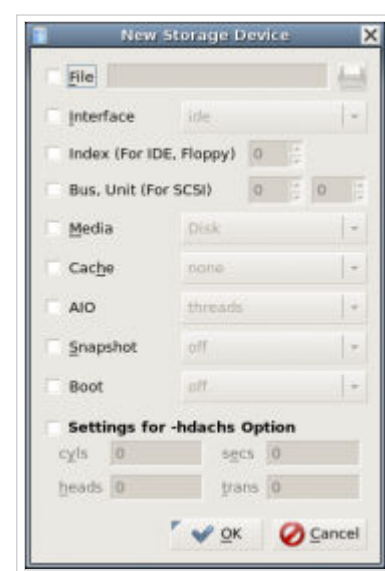 New Storage Device
File
Interface ide
Index (For IDE, Floppy) 0
Bus, Unit (For SCSI) 0 0
Media Disk
Cache none
AIO threads
Snapshot off
Boot off
Settings for -hdachs Option
cyls 0 secs 0
heads 0 trans 0
OK Cancel